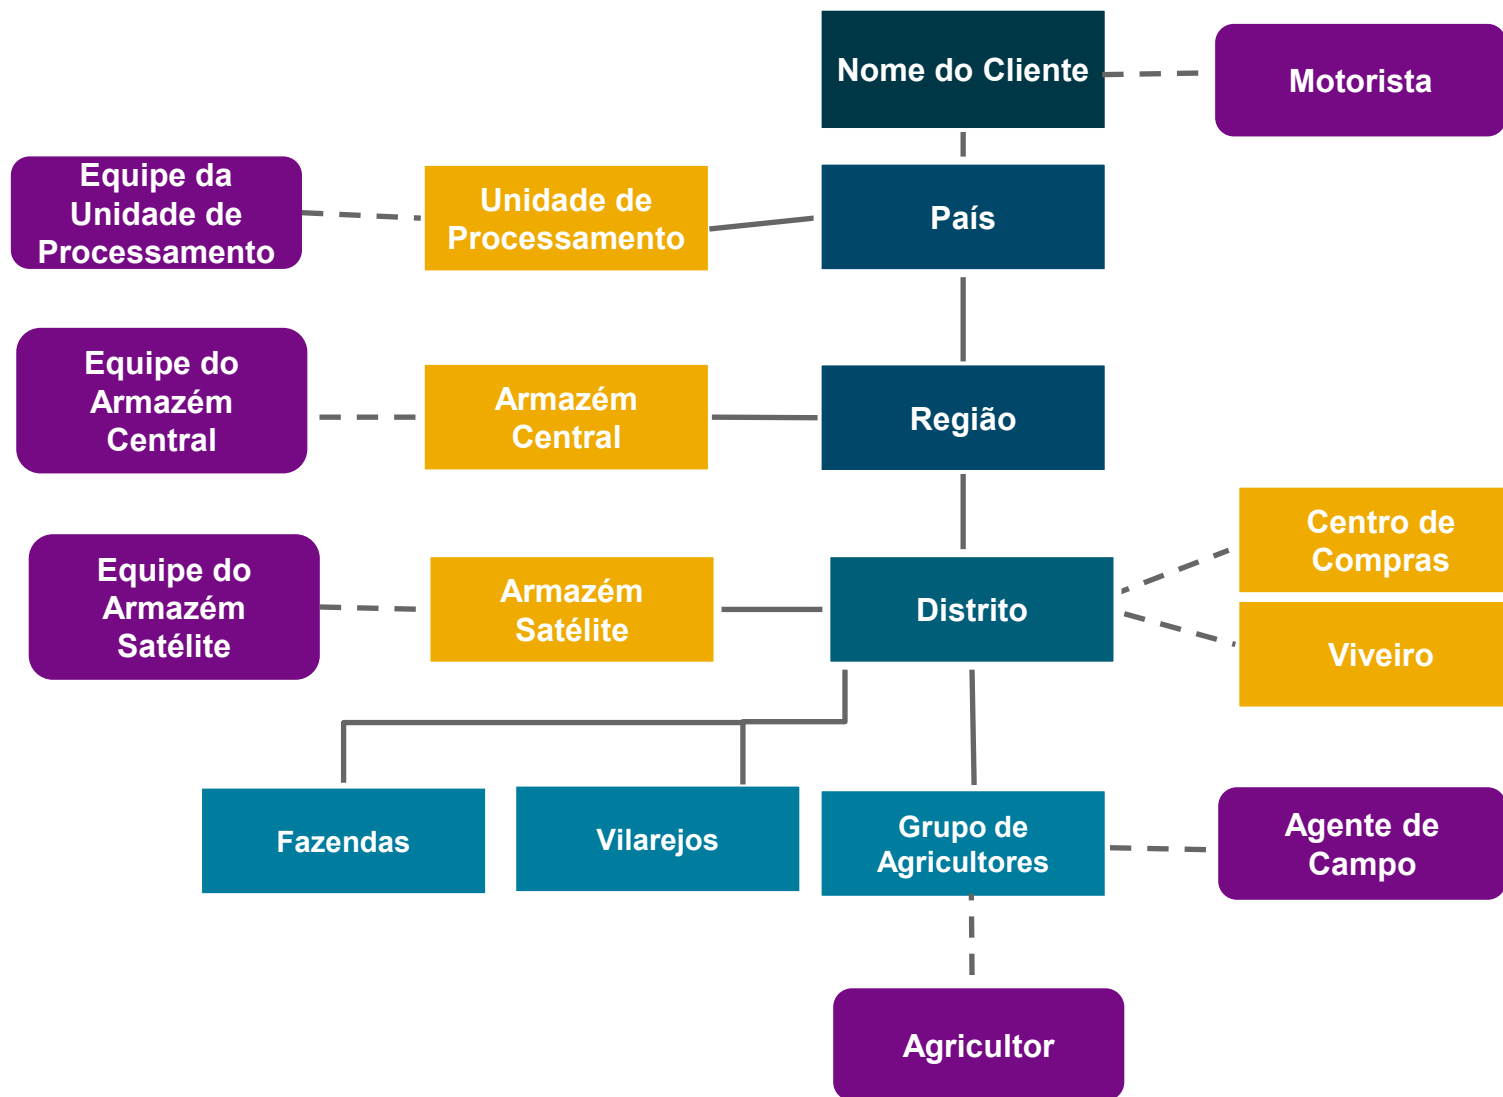 Nome do Cliente
Motorista
Equipe da
Unidade de
Processamento
Unidade de
Processamento
País
Equipe do
Armazém
Central
Armazém
Central
Região
Centro de
Compras
Equipe do
Armazém
Satélite
Armazém
Satélite
Distrito
Viveiro
Fazendas
Vilarejos
Grupo de
Agricultores
Agente de
Campo
Agricultor